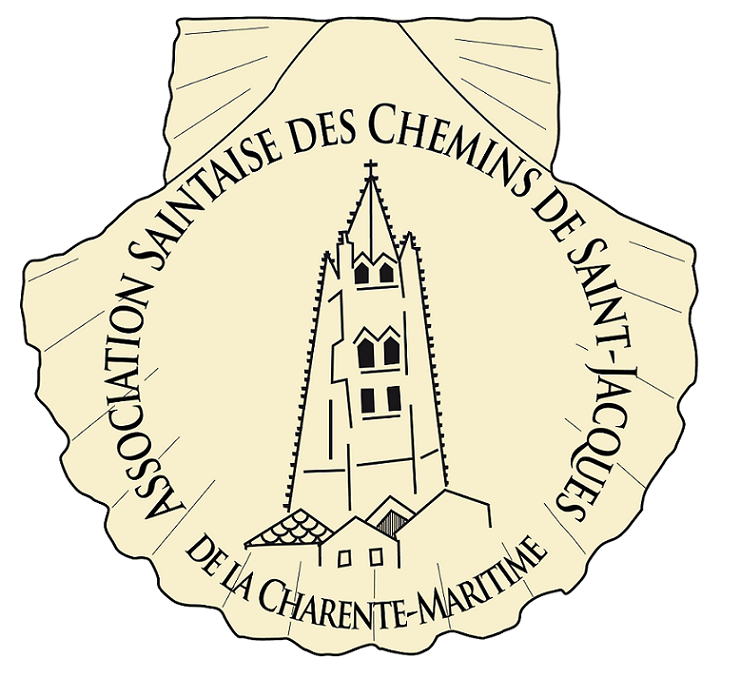 Association Saintaise des Chemins de Saint-Jacques
de la Charente-Maritime